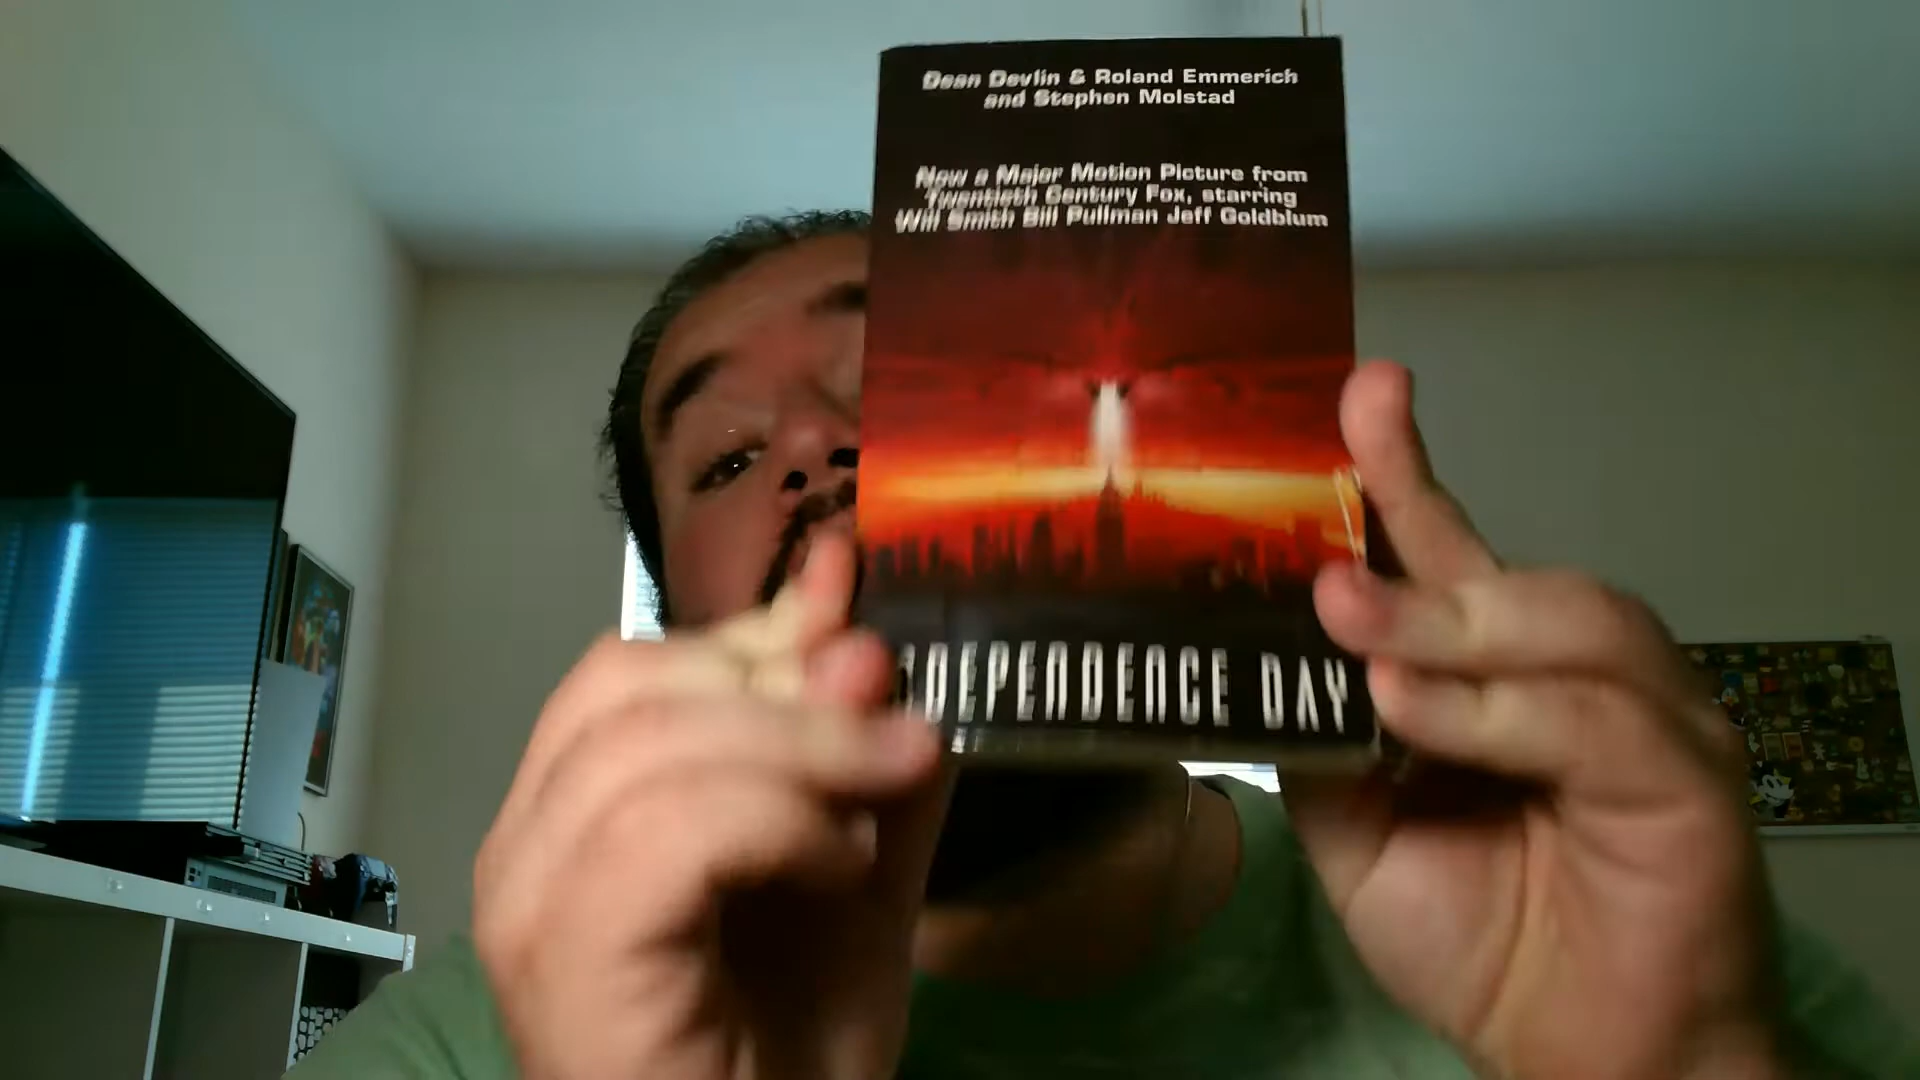 Dean Devlin & Roland Emmerich
and Stephen Molstad
Now a Major Motion Picture from
Twentieth Century Fox, starring
Will Smith Bill Pullman Jeff Goldblum
DEPENDENCE DAY